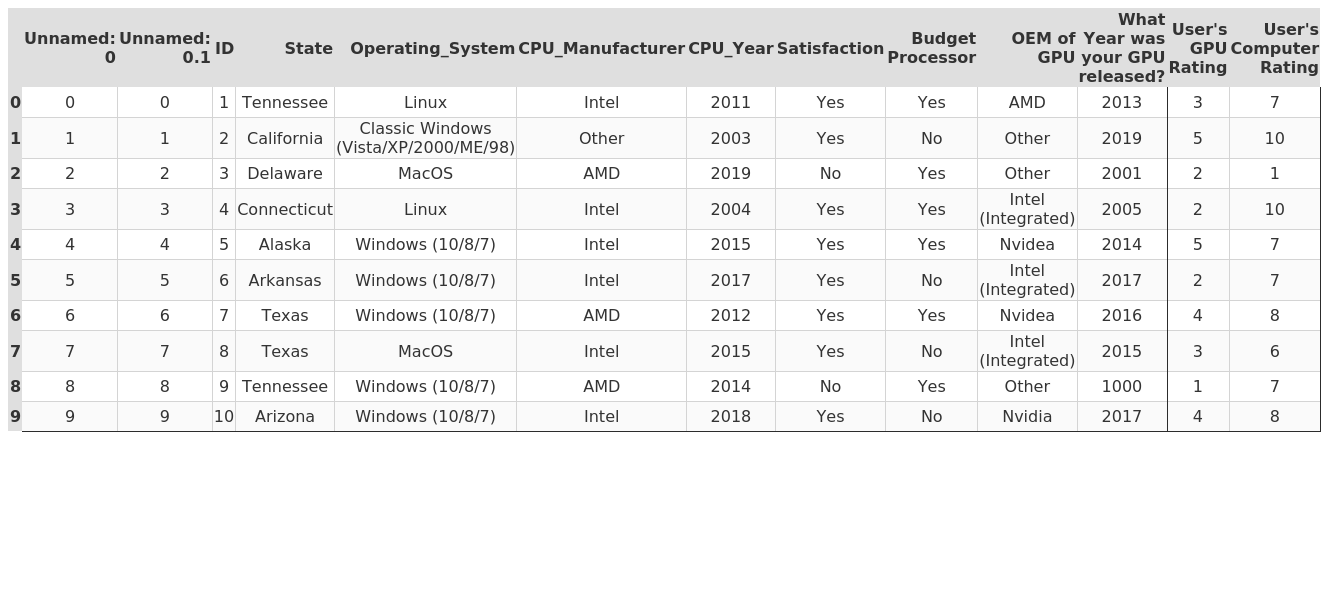 Unnamed: 0 Unnamed: 0.1 ID State Operating_System CPU_Manufacturer CPU_Year Satisfaction Budget Processor OEM of GPU What Year was your GPU released? User's GPU Rating User's Computer Rating
0 0 0 1 Tennessee Linux Intel 2011 Yes Yes AMD 2013 3 7
1 1 1 2 California Classic Windows (Vista/XP/2000/ME/98) Other 2003 Yes No Other 2019 5 10
2 2 2 3 Delaware MacOS AMD 2019 No Yes Other 2001 2 1
3 3 3 4 Connecticut Linux Intel 2004 Yes Yes Intel (Integrated) 2005 2 10
4 4 4 5 Alaska Windows (10/8/7) Intel 2015 Yes Yes Nvidea 2014 5 7
5 5 5 6 Arkansas Windows (10/8/7) Intel 2017 Yes No Intel (Integrated) 2017 2 7
6 6 6 7 Texas Windows (10/8/7) AMD 2012 Yes Yes Nvidea 2016 4 8
7 7 7 8 Texas MacOS Intel 2015 Yes No Intel (Integrated) 2015 3 6
8 8 8 9 Tennessee Windows (10/8/7) AMD 2014 No Yes Other 1000 1 7
9 9 9 10 Arizona Windows (10/8/7) Intel 2018 Yes No Nvidia 2017 4 8